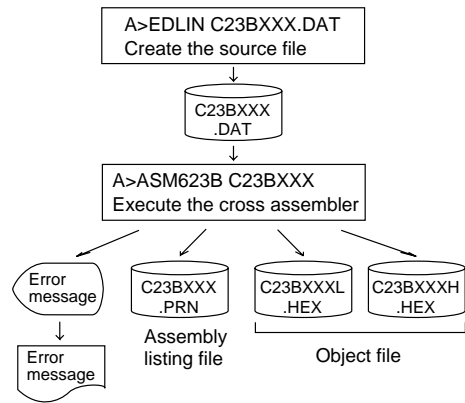 A>EDLIN C23BXXX.DAT
Create the source file
C23BXXX
.DAT
A>ASM623B C23BXXX
Execute the cross assembler
Error
message
C23BXXX
.PRN
C23BXXXL
.HEX
C23BXXXH
.HEX
Assembly
listing file
Object file
Error
message